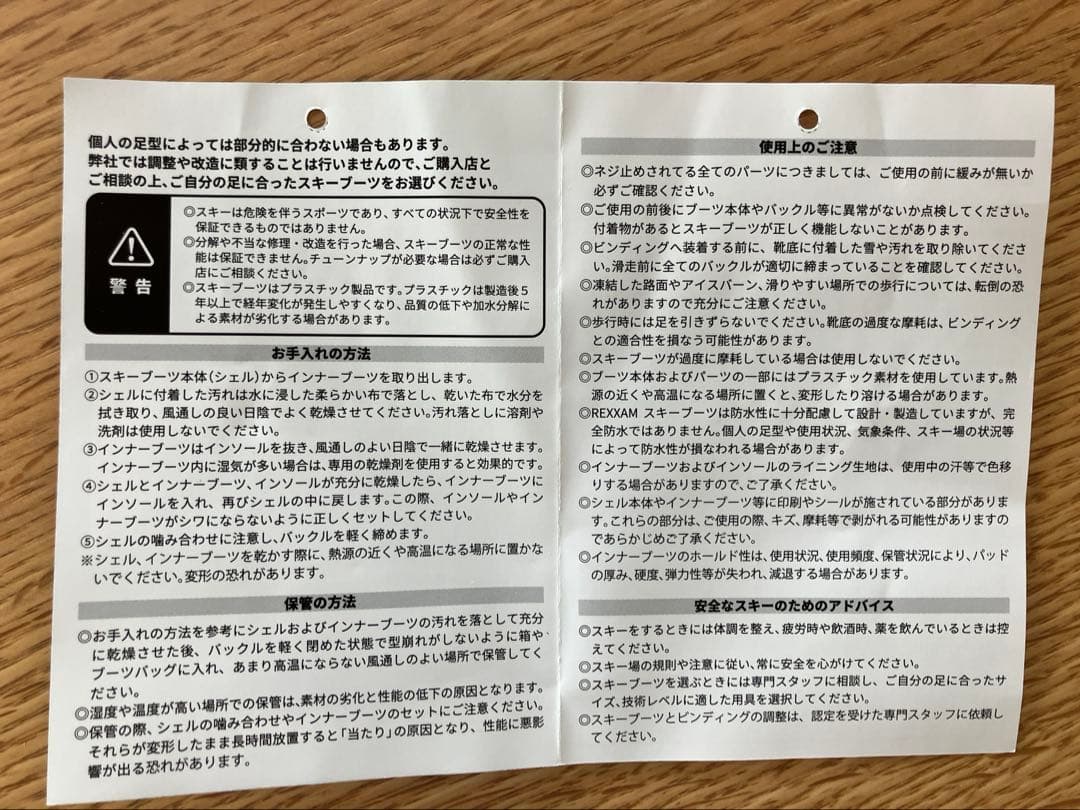 個人の足型によっては部分的に合わない場合もあります。
弊社では調整や改造に類することは行いませんので、ご購入店と
ご相談の上、ご自分の足に合ったスキーブーツをお選びください。
警告
◎スキーは危険を伴うスポーツであり、すべての状況下で安全性を
保証できるものではありません。
◎分解や不当な修理・改造を行った場合、スキーブーツの正常な性
能は保証できません。チューンナップが必要な場合は必ずご購入
店にご相談ください。
◎スキーブーツはプラスチック製品です。プラスチックは製造後5
年以上で経年変化が発生しやすくなり、品質の低下や加水分解に
よる素材が劣化する場合があります。
お手入れの方法
①スキーブーツ本体(シェル)からインナーブーツを取り出します。
②シェルに付着した汚れは水に浸した柔らかい布で落とし、乾いた布で水分を
拭き取り、風通しの良い日陰でよく乾燥させてください。汚れ落としに溶剤や
洗剤は使用しないでください。
③インナーブーツはインソールを抜き、風通しのよい日陰で一緒に乾燥させます。
インナーブーツ内に湿気が多い場合は、専用の乾燥剤を使用すると効果的です。
④シェルとインナーブーツ、インソールが充分に乾燥したら、インナーブーツに
インソールを入れ、再びシェルの中に戻します。この際、インソールやイン
ナーブーツがシワにならないように正しくセットしてください。
⑤シェルの噛み合わせに注意し、バックルを軽く締めます。
※シェル、インナーブーツを乾かす際に、熱源の近くや高温になる場所に置かな
いでください。変形の恐れがあります。
保管の方法
◎お手入れの方法を参考にシェルおよびインナーブーツの汚れを落として充分
に乾燥させた後、バックルを軽く閉めた状態で型崩れがしないように箱や
ブーツバッグに入れ、あまり高温にならない風通しのよい場所で保管してく
ださい。
◎湿度や温度が高い場所での保管は、素材の劣化と性能の低下の原因となります。
◎保管の際、シェルの噛み合わせやインナーブーツのセットにご注意ください。
それらが変形したまま長時間放置すると「当たり」の原因となり、性能に悪影
響が出る恐れがあります。
使用上のご注意
◎ネジ止めされてる全てのパーツにつきましては、ご使用の前に緩みが無いか
必ずご確認ください。
◎ご使用の前後にブーツ本体やバックル等に異常がないか点検してください。
付着物があるとスキーブーツが正しく機能しないことがあります。
◎ビンディングへ装着する前に、靴底に付着した雪や汚れを取り除いてくださ
い。滑走前に全てのバックルが適切に締まっていることを確認してください。
◎凍結した路面やアイスバーン、滑りやすい場所での歩行については、転倒の恐
れがありますので充分にご注意ください。
◎歩行時には足を引きずらないでください。靴底の過度な摩耗は、ビンディング
との適合性を損なう可能性があります。
◎スキーブーツが過度に摩耗している場合は使用しないでください。
◎ブーツ本体およびパーツの一部にはプラスチック素材を使用しています。熱
源の近くや高温になる場所に置くと、変形したり溶ける場合があります。
◎REXXAM スキーブーツは防水性に十分配慮して設計・製造していますが、完
全防水ではありません。個人の足型や使用状況、気象条件、スキー場の状況等
によって防水性が損なわれる場合があります。
◎インナーブーツおよびインソールのライニング生地は、使用中の汗等で色移
りする場合がありますので、ご了承ください。
◎シェル本体やインナーブーツ等に印刷やシールが施されている部分がありま
す。これらの部分は、ご使用の際、キズ、摩耗等で剥がれる可能性がありますの
であらかじめご了承ください。
◎インナーブーツのホールド性は、使用状況、使用頻度、保管状況により、パッド
の厚み、硬度、弾力性等が失われ、減退する場合があります。
安全なスキーのためのアドバイス
◎スキーをするときには体調を整え、疲労時や飲酒時、薬を飲んでいるときは控
えてください。
◎スキー場の規則や注意に従い、常に安全を心がけてください。
◎スキーブーツを選ぶときには専門スタッフに相談し、ご自分の足に合ったサ
イズ、技術レベルに適した用具を選択してください。
◎スキーブーツとビンディングの調整は、認定を受けた専門スタッフに依頼し
てください。